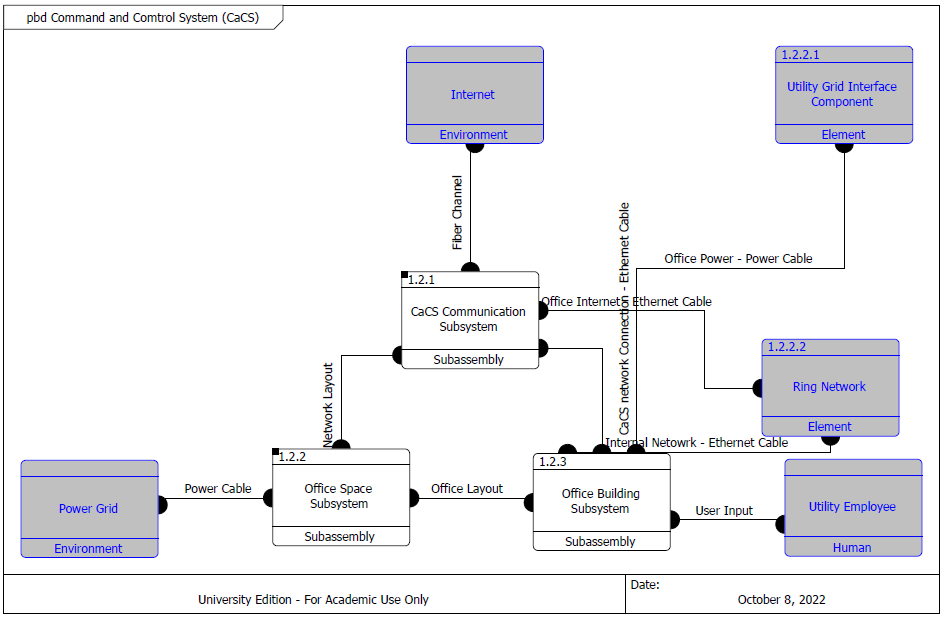 pbd Command and Comtrol System (CaCS)
Internet
Environment
1.2.2.1
Utility Grid Interface
Component
Element
Fiber Channel
CaCS network Connection - Ethernet Cable
Office Power - Power Cable
1.2.1
CaCS Communication
Subsystem
Subassembly
Office Internet - Ethernet Cable
1.2.2.2
Ring Network
Element
Network Layout
Internal Netowrk - Ethernet Cable
1.2.2
Office Space
Subsystem
Subassembly
1.2.3
Office Building
Subsystem
Subassembly
Power Grid
Environment
Power Cable
Office Layout
User Input
Utility Employee
Human
University Edition - For Academic Use Only
Date:
October 8, 2022